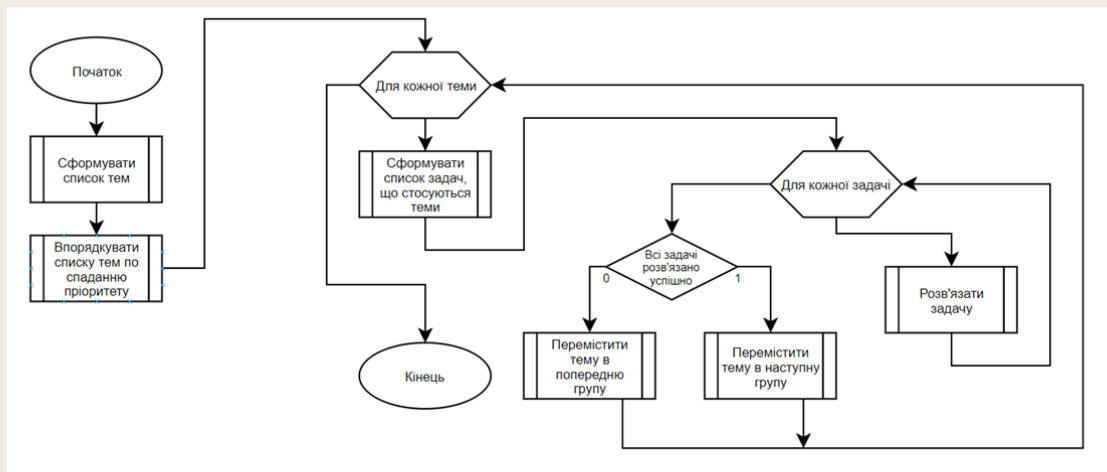 Початок
Сформувати
список тем
Впорядкувати
списку тем по
спаданню
пріоритету
Для кожної теми
Сформувати
список задач,
що стосуються
теми
Кінець
Для кожної задачі
Всі задачі
розв'язано
успішно
0
1
Перемістити
тему в
попередню
групу
Перемістити
тему в наступну
групу
Розв'язати
задачу